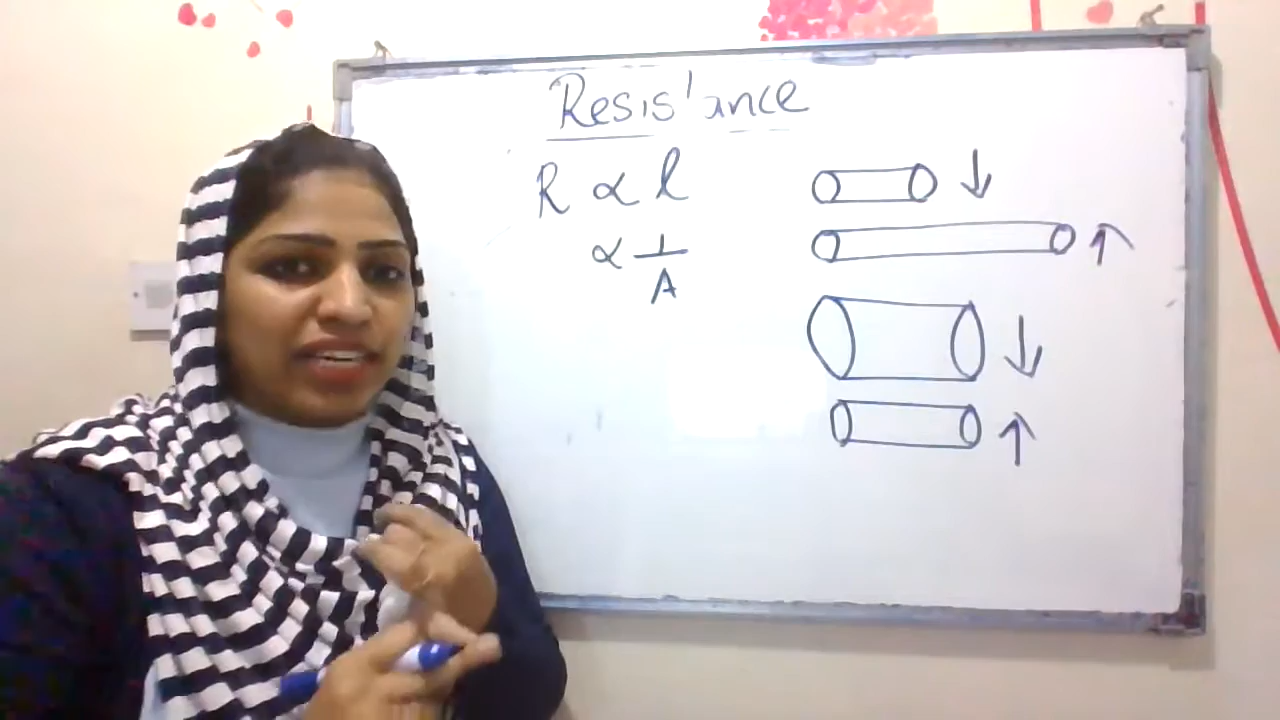 Resistance
R ∝ l
∝ 1/A